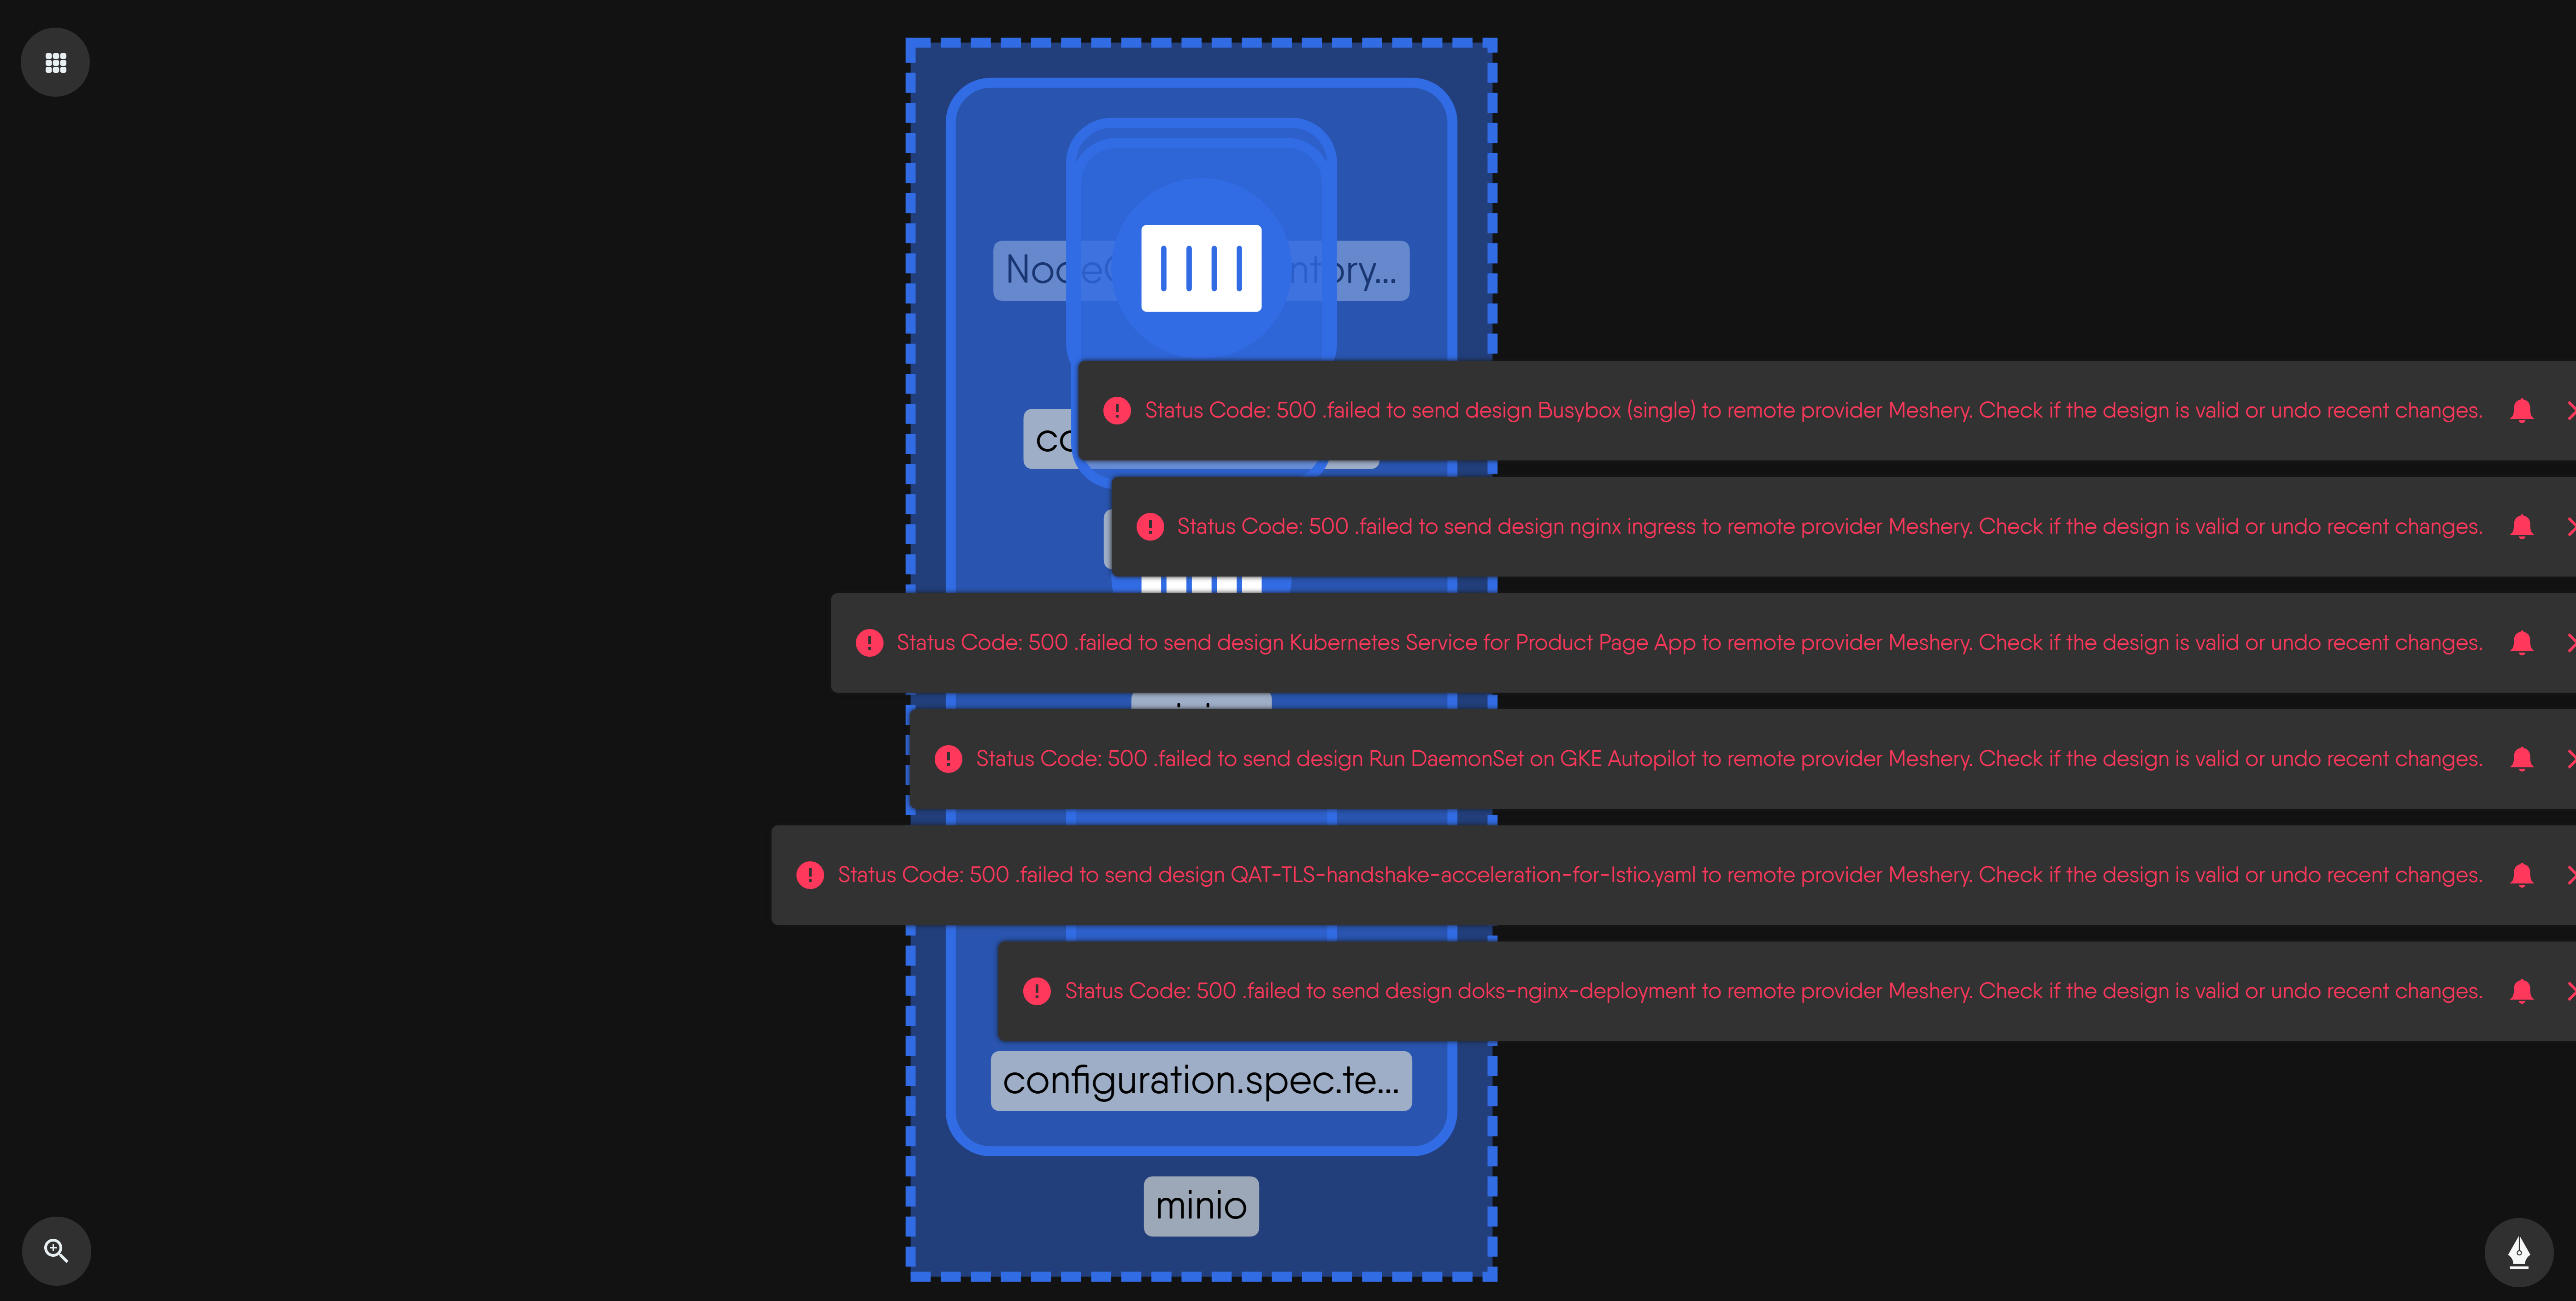 Status Code: 500 .failed to send design Busybox (single) to remote provider Meshery. Check if the design is valid or undo recent changes.
Status Code: 500 .failed to send design nginx ingress to remote provider Meshery. Check if the design is valid or undo recent changes.
Status Code: 500 .failed to send design Kubernetes Service for Product Page App to remote provider Meshery. Check if the design is valid or undo recent changes.
Status Code: 500 .failed to send design Run DaemonSet on GKE Autopilot to remote provider Meshery. Check if the design is valid or undo recent changes.
Status Code: 500 .failed to send design QAT-TLS-handshake-acceleration-for-Istio.yaml to remote provider Meshery. Check if the design is valid or undo recent changes.
Status Code: 500 .failed to send design doks-nginx-deployment to remote provider Meshery. Check if the design is valid or undo recent changes.
configuration.spec.te...
minio